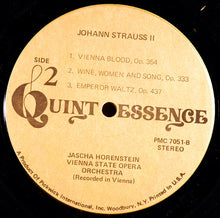 JOHANN STRAUSS II
1. VIENNA BLOOD, Op. 354
SIDE 2
2. WINE, WOMEN AND SONG, Op. 333
3. EMPEROR WALTZ, Op. 437
QUINTESSENCE
PMC 7051-B
STEREO
JASCHA HORENSTEIN
VIENNA STATE OPERA
ORCHESTRA
(Recorded in Vienna)
A Product Of Pickwick International, Inc. Woodbury, N.Y. Printed In U.S.A.